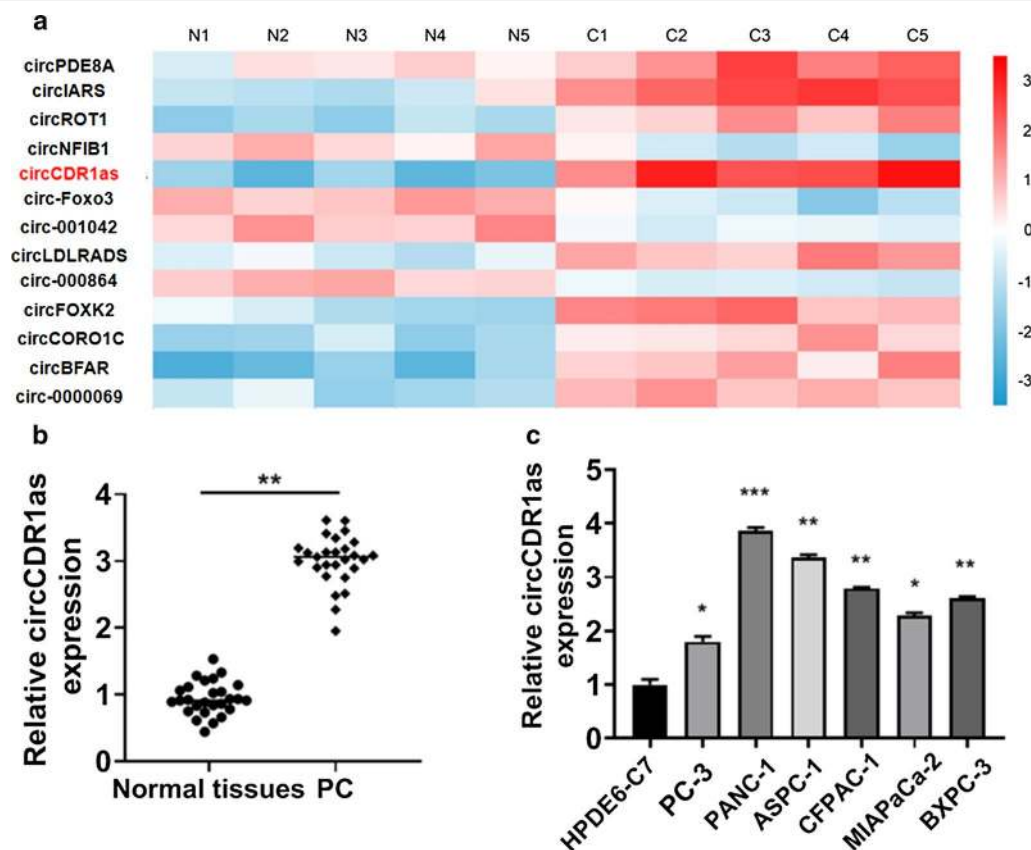 a
N1 N2 N3 N4 N5 C1 C2 C3 C4 C5
circPDE8A
circIARS
circROT1
circNFIB1
circCDR1as
circ-Foxo3
circ-001042
circLDLRADS
circ-000864
circFOXK2
circCORO1C
circBFAR
circ-0000069
3
2
1
0
-1
-2
-3
b
Relative circCDR1as
expression
4
3
2
1
0
**
Normal tissues PC
c
Relative circCDR1as
expression
5
4
3
2
1
0
* *** ** ** * **
HPDE6-C7
PC-3
PANC-1
ASPC-1
CFPAC-1
MIAPaCa-2
BXPC-3